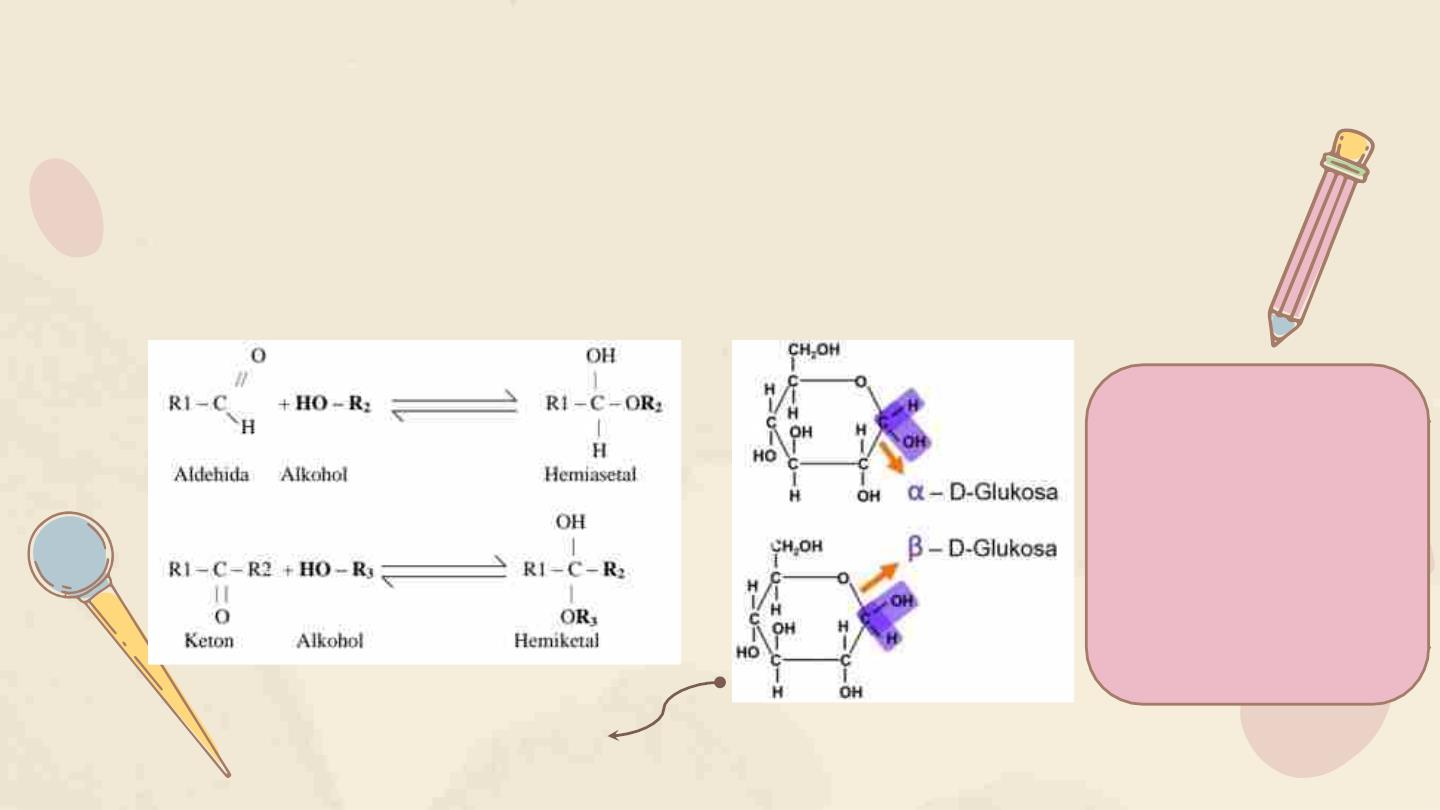 O
//
R1 – C + HO – R₂
H
Aldehida Alkohol
OH
|
R1 – C – OR₂
|
H
Hemiasetal
R1 – C – R2 + HO – R₃
||
O
Keton Alkohol
OH
|
R1 – C – R₂
|
OR₃
Hemiketal
CH₂OH
C O
H H
H C
C OH
OH H
HO
C C
H OH
α – D-Glukosa
β – D-Glukosa
CH₂OH
C O
H OH
H C
C
OH H H
HO
C C
H OH